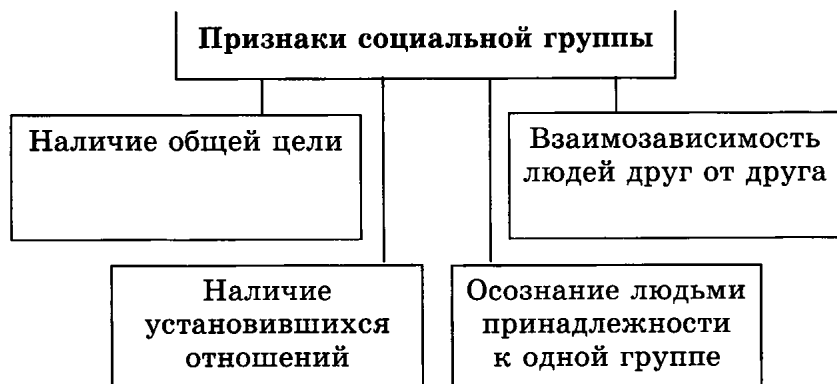 Признаки социальной группы
Наличие общей цели
Взаимозависимость
людей друг от друга
Наличие
установившихся
отношений
Осознание людьми
принадлежности
к одной группе